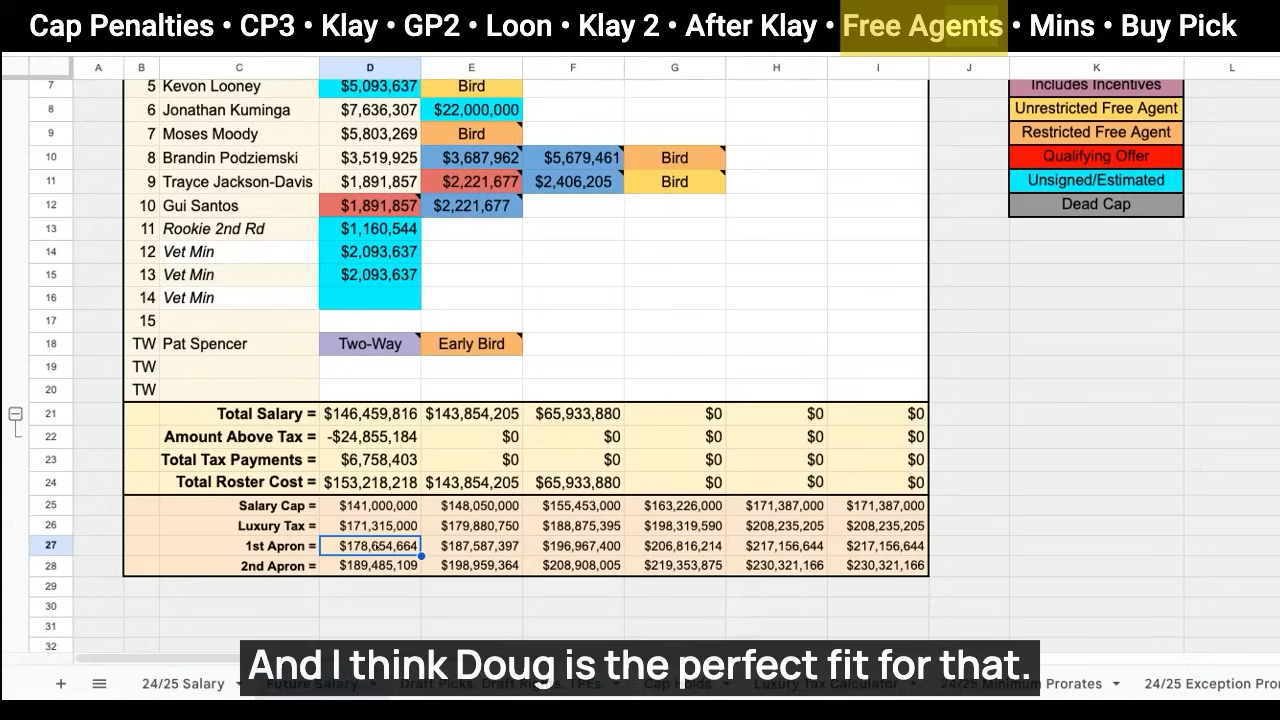 Cap Penalties • CP3 • Klay • GP2 • Loon • Klay 2 • After Klay • Free Agents • Mins • Buy Pick
A B C D E F G H I J K L
7 5 Kevon Looney $5,093,637 Bird Includes Incentives
8 6 Jonathan Kuminga $7,636,307 $22,000,000 Unrestricted Free Agent
9 7 Moses Moody $5,803,269 Bird Restricted Free Agent
10 8 Brandin Podziemski $3,519,925 $3,687,962 $5,679,461 Bird Qualifying Offer
11 9 Trayce Jackson-Davis $1,891,857 $2,221,677 $2,406,205 Bird Unsigned/Estimated
12 10 Gui Santos $1,891,857 $2,221,677 Dead Cap
13 11 Rookie 2nd Rd $1,160,544
14 12 Vet Min $2,093,637
15 13 Vet Min $2,093,637
16 14 Vet Min
17 15
18 TW Pat Spencer Two-Way Early Bird
19 TW
20 TW
21 Total Salary = $146,459,816 $143,854,205 $65,933,880 $0 $0 $0
22 Amount Above Tax = -$24,855,184 $0 $0 $0 $0 $0
23 Total Tax Payments = $6,758,403 $0 $0 $0 $0 $0
24 Total Roster Cost = $153,218,218 $143,854,205 $65,933,880 $0 $0 $0
25 Salary Cap = $141,000,000 $148,050,000 $155,453,000 $163,226,000 $171,387,000 $171,387,000
26 Luxury Tax = $171,315,000 $179,880,750 $188,875,395 $198,319,590 $208,235,205 $208,235,205
27 1st Apron = $178,654,664 $187,587,397 $196,967,400 $206,816,214 $217,156,644 $217,156,644
28 2nd Apron = $189,485,109 $198,959,364 $208,908,005 $219,353,875 $230,321,166 $230,321,166
29
30
31
32
And I think Doug is the perfect fit for that.
24/25 Salary Future Salary Draft Picks, Draft Rights, TPEs Cap Holds Luxury Tax Calculator 24/25 Minimum Prorates 24/25 Exception Pro